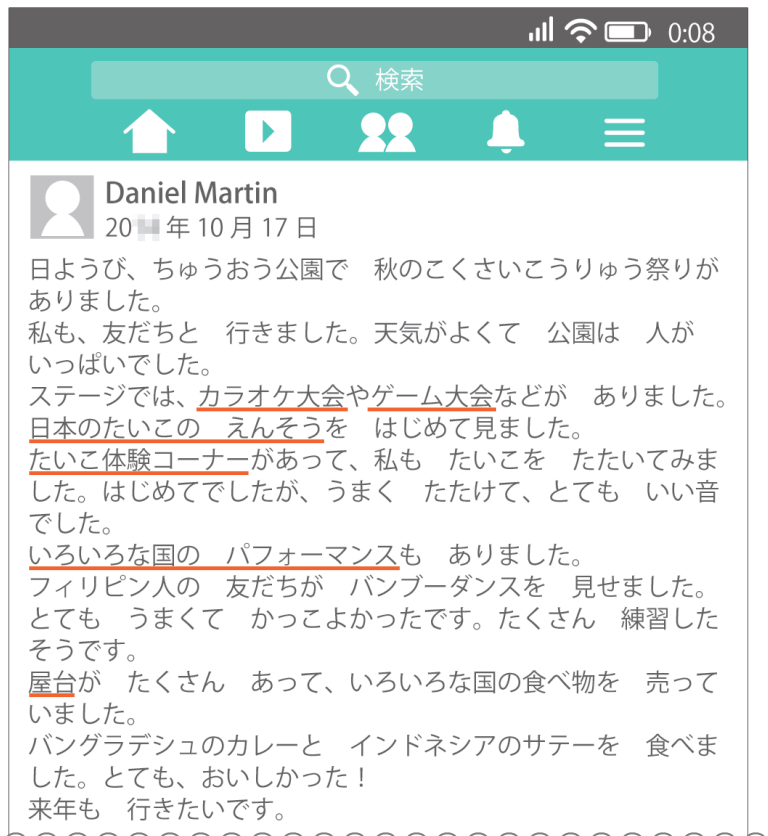 0:08
検索
Daniel Martin
20 年 10 月 17 日
日ようび、ちゅうおう公園で　秋のこくさいこうりゅう祭りが
ありました。
私も、友だちと　行きました。天気がよくて　公園は　人が
いっぱいでした。
ステージでは、カラオケ大会やゲーム大会などが　ありました。
日本のたいこの　えんそうを　はじめて見ました。
たいこ体験コーナーがあって、私も　たいこを　たたいてみま
した。はじめてでしたが、うまく　たたけて、とても　いい音
でした。
いろいろな国の　パフォーマンスも　ありました。
フィリピン人の　友だちが　バンブーダンスを　見せました。
とても　うまくて　かっこよかったです。たくさん　練習した
そうです。
屋台が　たくさん　あって、いろいろな国の食べ物を　売って
いました。
バングラデシュのカレーと　インドネシアのサテーを　食べま
した。とても、おいしかった！
来年も　行きたいです。